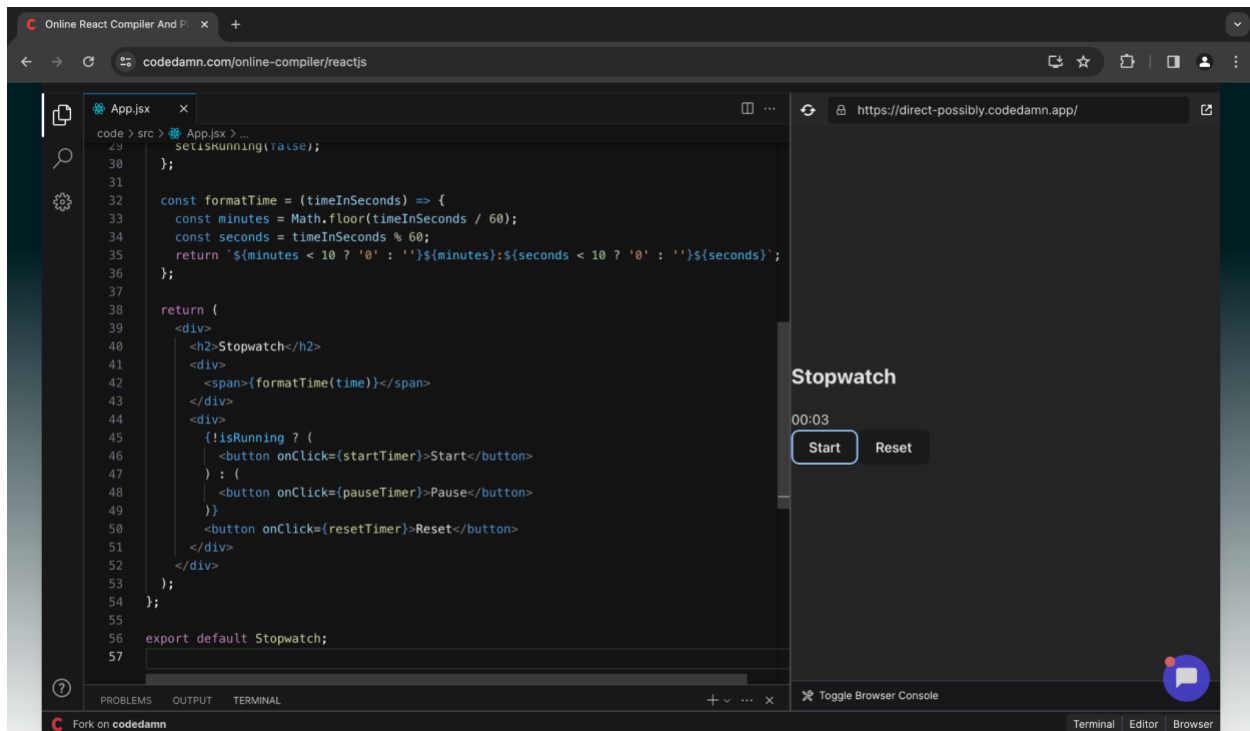 Online React Compiler And Pl
codedamn.com/online-compiler/reactjs
App.jsx
code > src > App.jsx > ...
https://direct-possibly.codedamn.app/
29 setIsRunning(false);
30 };
31
32 const formatTime = (timeInSeconds) => {
33 const minutes = Math.floor(timeInSeconds / 60);
34 const seconds = timeInSeconds % 60;
35 return `${minutes < 10 ? '0' : ''}${minutes}:${seconds < 10 ? '0' : ''}${seconds}`;
36 };
37
38 return (
39 <div>
40 <h2>Stopwatch</h2>
41 <div>
42 <span>{formatTime(time)}</span>
43 </div>
44 <div>
45 {!isRunning ? (
46 <button onClick={startTimer}>Start</button>
47 ) : (
48 <button onClick={pauseTimer}>Pause</button>
49 )}
50 <button onClick={resetTimer}>Reset</button>
51 </div>
52 </div>
53 );
54 };
55
56 export default Stopwatch;
57
Stopwatch
00:03
Start Reset
PROBLEMS OUTPUT TERMINAL
Toggle Browser Console
Fork on codedamn
Terminal Editor Browser